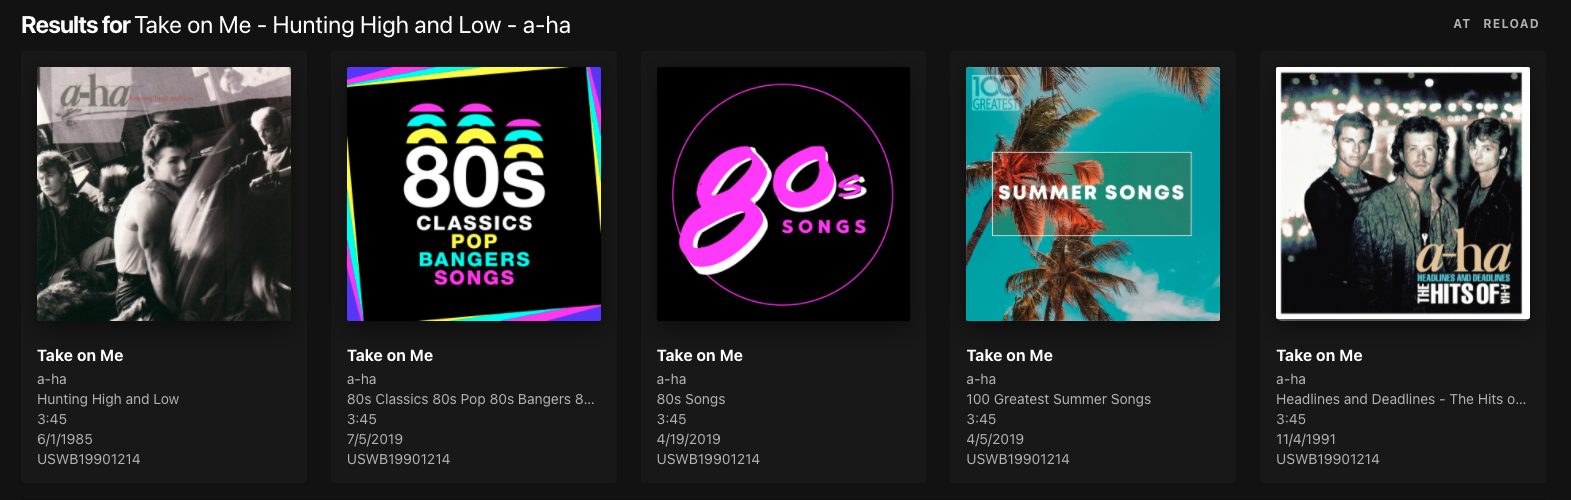 Results for Take on Me - Hunting High and Low - a-ha
AT RELOAD
a-ha
hunting high and low
80s
CLASSICS
POP
BANGERS
SONGS
80s
SONGS
100
GREATEST
SUMMER SONGS
a-ha
HEADLINES AND DEADLINES
THE HITS OF A-HA
Take on Me
a-ha
Hunting High and Low
3:45
6/1/1985
USWB19901214
Take on Me
a-ha
80s Classics 80s Pop 80s Bangers 8...
3:45
7/5/2019
USWB19901214
Take on Me
a-ha
80s Songs
3:45
4/19/2019
USWB19901214
Take on Me
a-ha
100 Greatest Summer Songs
3:45
4/5/2019
USWB19901214
Take on Me
a-ha
Headlines and Deadlines - The Hits o...
3:45
11/4/1991
USWB19901214